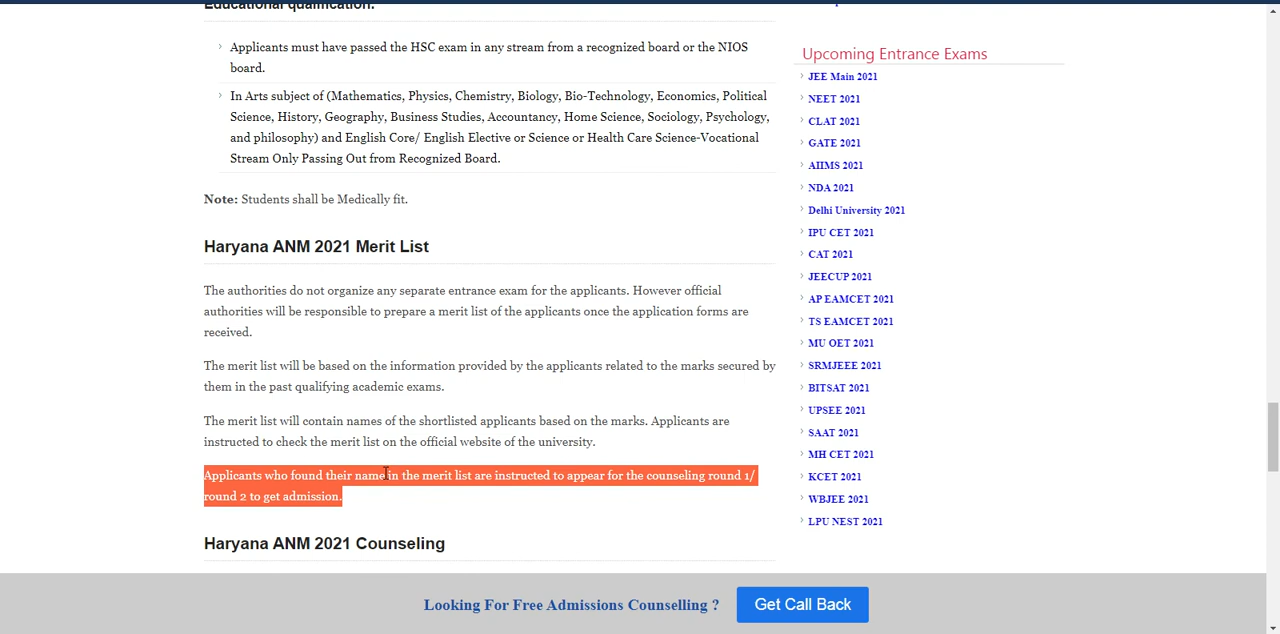 Educational qualification:
Applicants must have passed the HSC exam in any stream from a recognized board or the NIOS
board.
In Arts subject of (Mathematics, Physics, Chemistry, Biology, Bio-Technology, Economics, Political
Science, History, Geography, Business Studies, Accountancy, Home Science, Sociology, Psychology,
and philosophy) and English Core/ English Elective or Science or Health Care Science-Vocational
Stream Only Passing Out from Recognized Board.
Note: Students shall be Medically fit.
Haryana ANM 2021 Merit List
The authorities do not organize any separate entrance exam for the applicants. However official
authorities will be responsible to prepare a merit list of the applicants once the application forms are
received.
The merit list will be based on the information provided by the applicants related to the marks secured by
them in the past qualifying academic exams.
The merit list will contain names of the shortlisted applicants based on the marks. Applicants are
instructed to check the merit list on the official website of the university.
Applicants who found their name in the merit list are instructed to appear for the counseling round 1/
round 2 to get admission.
Haryana ANM 2021 Counseling
Upcoming Entrance Exams
JEE Main 2021
NEET 2021
CLAT 2021
GATE 2021
AIIMS 2021
NDA 2021
Delhi University 2021
IPU CET 2021
CAT 2021
JEECUP 2021
AP EAMCET 2021
TS EAMCET 2021
MU OET 2021
SRMJEEE 2021
BITSAT 2021
UPSEE 2021
SAAT 2021
MH CET 2021
KCET 2021
WBJEE 2021
LPU NEST 2021
Looking For Free Admissions Counselling ?
Get Call Back